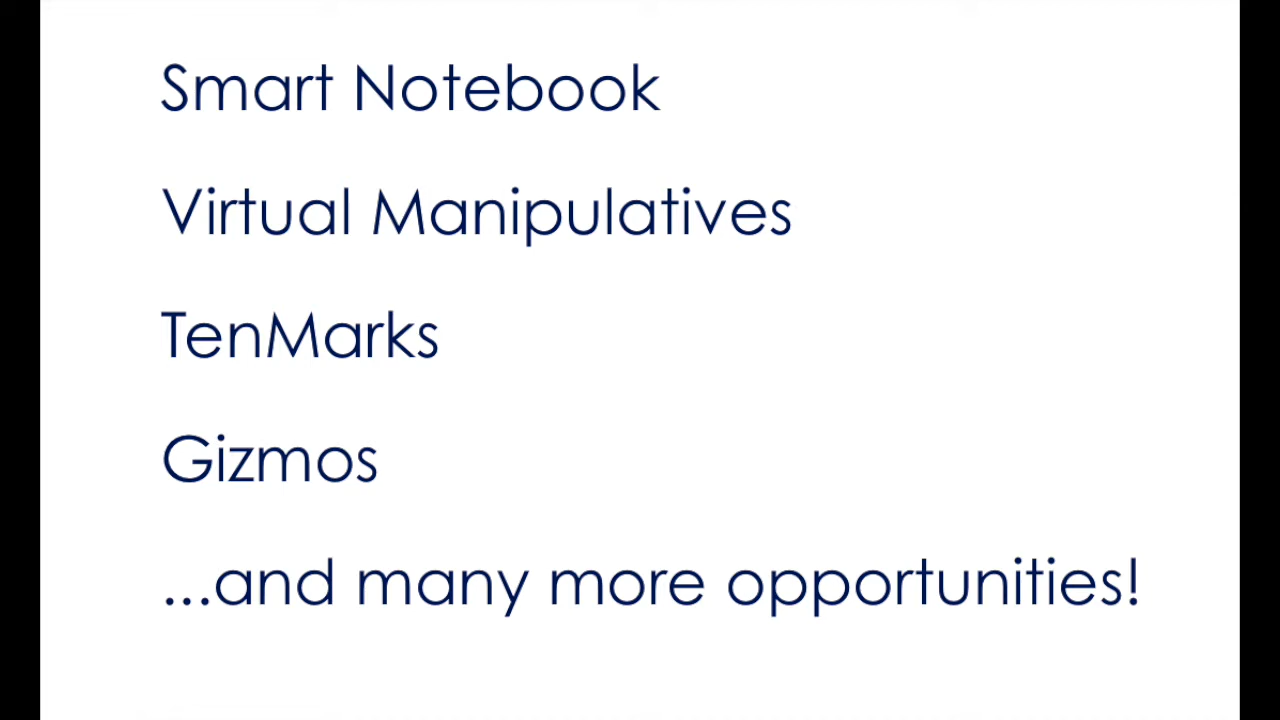 Smart Notebook
Virtual Manipulatives
TenMarks
Gizmos
...and many more opportunities!